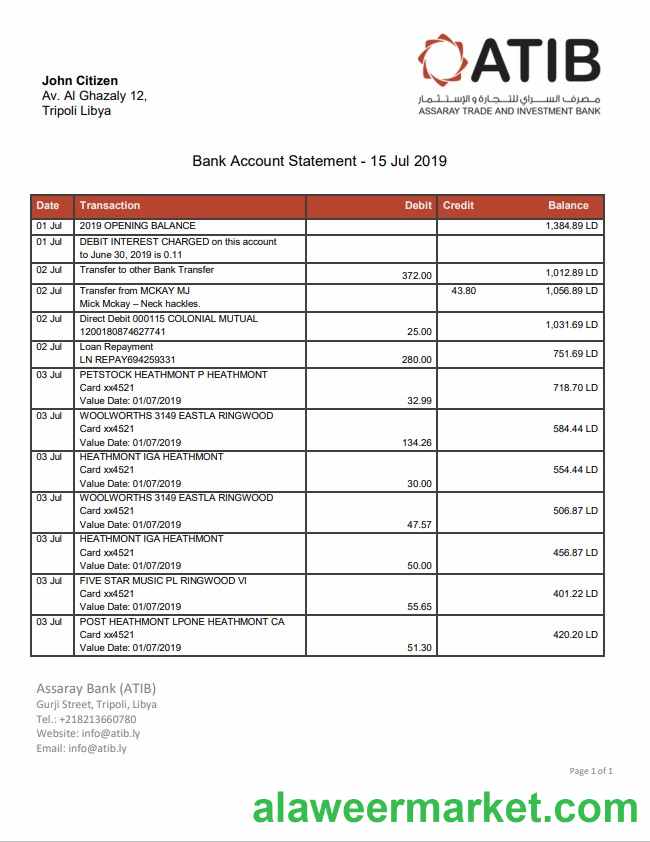 ATIB
مصرف السراي للتجارة و الإستثمار
ASSARAY TRADE AND INVESTMENT BANK
John Citizen
Av. Al Ghazaly 12,
Tripoli Libya
Bank Account Statement - 15 Jul 2019
Date Transaction Debit Credit Balance
01 Jul 2019 OPENING BALANCE 1,384.89 LD
01 Jul DEBIT INTEREST CHARGED on this account
to June 30, 2019 is 0.11
02 Jul Transfer to other Bank Transfer 372.00 1,012.89 LD
02 Jul Transfer from MCKAY MJ 43.80 1,056.89 LD
Mick Mckay – Neck hackles.
02 Jul Direct Debit 000115 COLONIAL MUTUAL
1200180874627741 25.00 1,031.69 LD
02 Jul Loan Repayment
LN REPAY694259331 280.00 751.69 LD
03 Jul PETSTOCK HEATHMONT P HEATHMONT
Card xx4521 718.70 LD
Value Date: 01/07/2019 32.99
03 Jul WOOLWORTHS 3149 EASTLA RINGWOOD
Card xx4521 584.44 LD
Value Date: 01/07/2019 134.26
03 Jul HEATHMONT IGA HEATHMONT
Card xx4521 554.44 LD
Value Date: 01/07/2019 30.00
03 Jul WOOLWORTHS 3149 EASTLA RINGWOOD
Card xx4521 506.87 LD
Value Date: 01/07/2019 47.57
03 Jul HEATHMONT IGA HEATHMONT
Card xx4521 456.87 LD
Value Date: 01/07/2019 50.00
03 Jul FIVE STAR MUSIC PL RINGWOOD VI
Card xx4521 401.22 LD
Value Date: 01/07/2019 55.65
03 Jul POST HEATHMONT LPONE HEATHMONT CA
Card xx4521 420.20 LD
Value Date: 01/07/2019 51.30
Assaray Bank (ATIB)
Gurji Street, Tripoli, Libya
Tel.: +218213660780
Website: info@atib.ly
Email: info@atib.ly
Page 1 of 1
alaweermarket.com